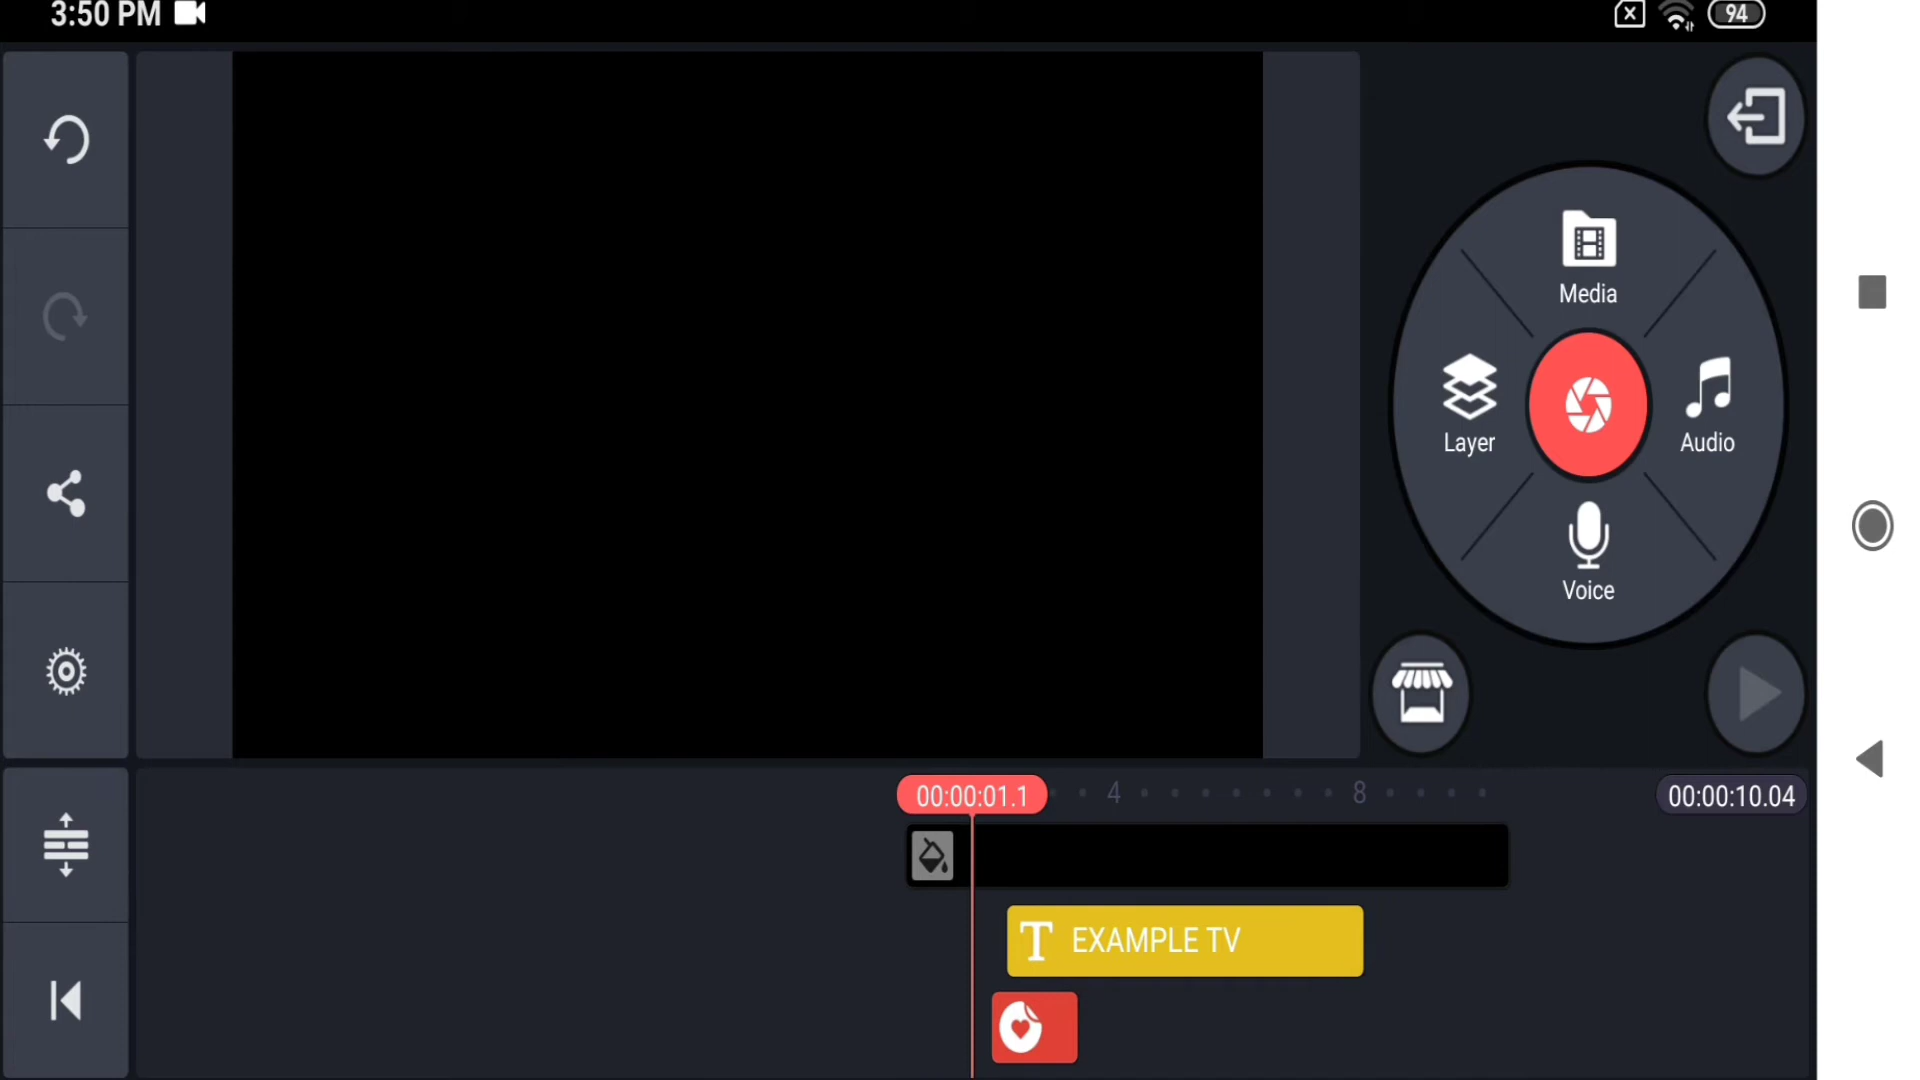 3:50 PM
94
Media
Layer
Audio
Voice
00:00:01.1
4
8
00:00:10.04
T EXAMPLE TV